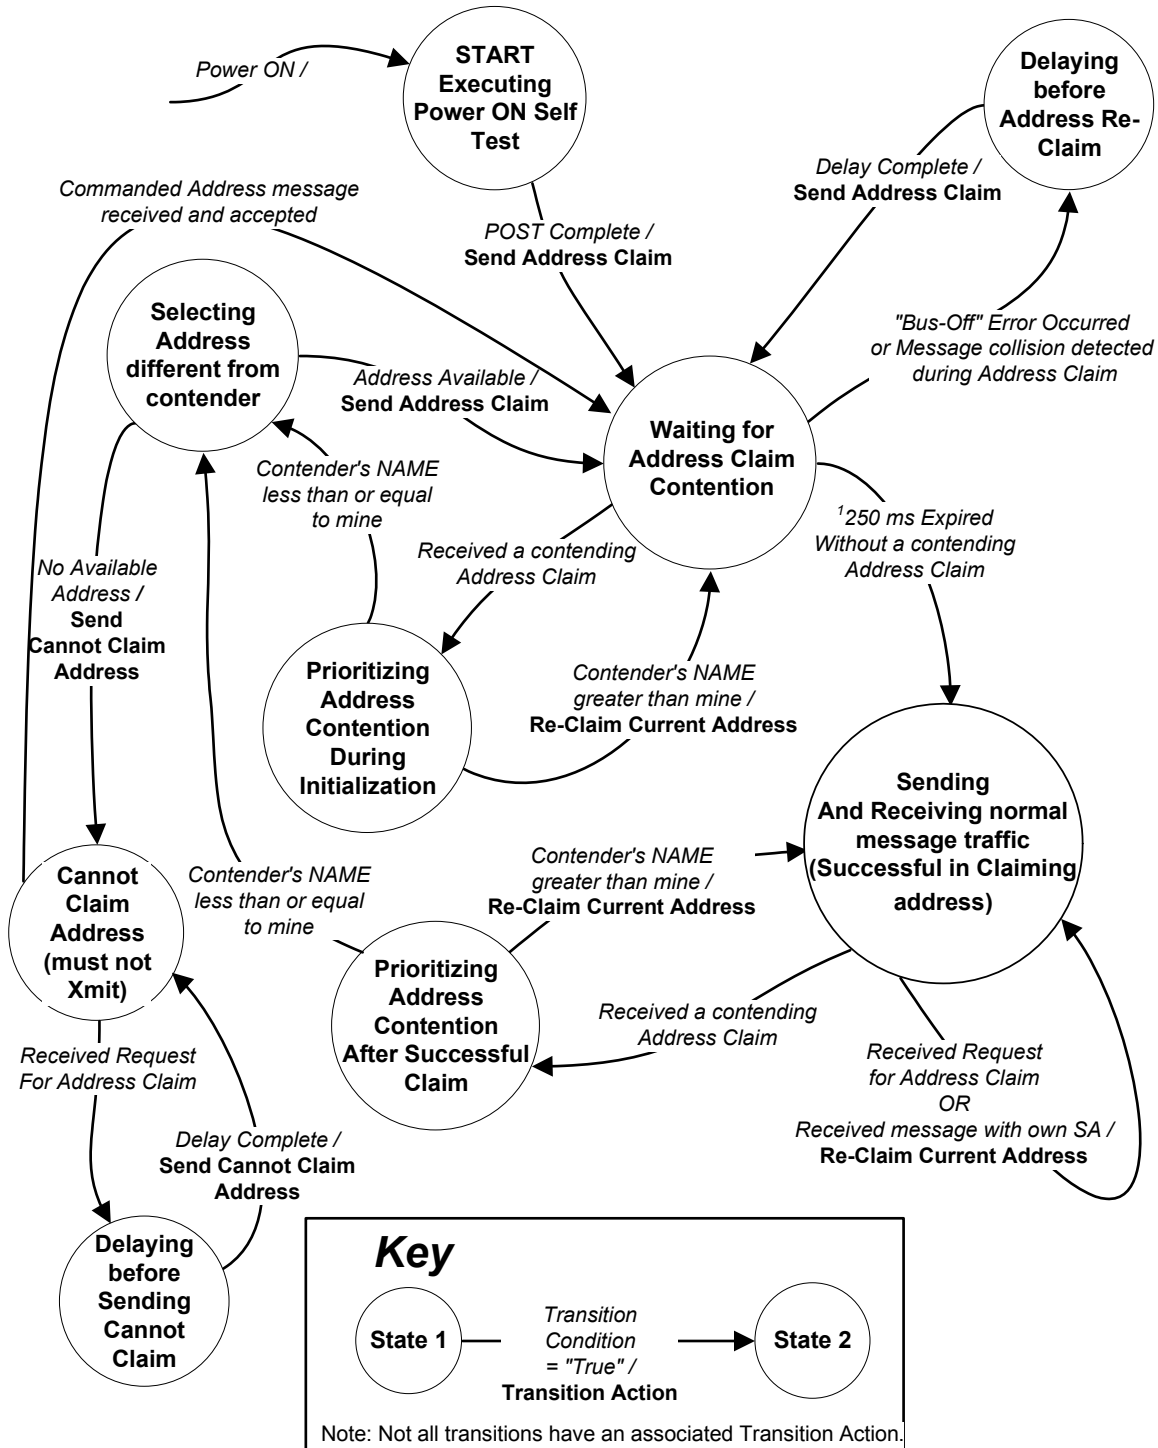 Power ON /
START
Executing
Power ON Self
Test
Delaying
before
Address Re-
Claim
Commanded Address message
received and accepted
Delay Complete /
Send Address Claim
POST Complete /
Send Address Claim
Selecting
Address
different from
contender
"Bus-Off" Error Occurred
or Message collision detected
during Address Claim
Address Available /
Send Address Claim
Waiting for
Address Claim
Contention
Contender's NAME
less than or equal
to mine
1250 ms Expired
Without a contending
Address Claim
Received a contending
Address Claim
No Available
Address /
Send
Cannot Claim
Address
Prioritizing
Address
Contention
During
Initialization
Contender's NAME
greater than mine /
Re-Claim Current Address
Sending
And Receiving normal
message traffic
(Successful in Claiming
address)
Cannot
Claim
Address
(must not
Xmit)
Contender's NAME
less than or equal
to mine
Contender's NAME
greater than mine /
Re-Claim Current Address
Prioritizing
Address
Contention
After Successful
Claim
Received a contending
Address Claim
Received Request
For Address Claim
Received Request
for Address Claim
OR
Received message with own SA /
Re-Claim Current Address
Delay Complete /
Send Cannot Claim
Address
Delaying
before
Sending
Cannot
Claim
Key
State 1
Transition
Condition
= "True" /
Transition Action
State 2
Note: Not all transitions have an associated Transition Action.